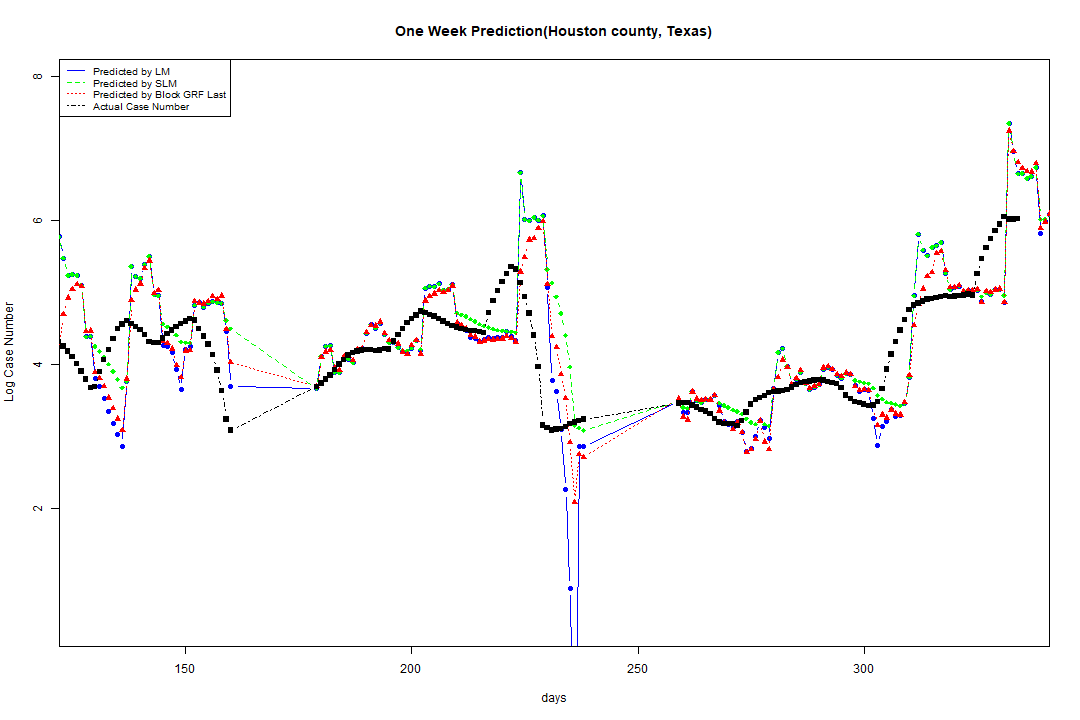 One Week Prediction(Houston county, Texas)
8
Predicted by LM
Predicted by SLM
Predicted by Block GRF Last
Actual Case Number
6
4
2
Log Case Number
150 200 250 300
days